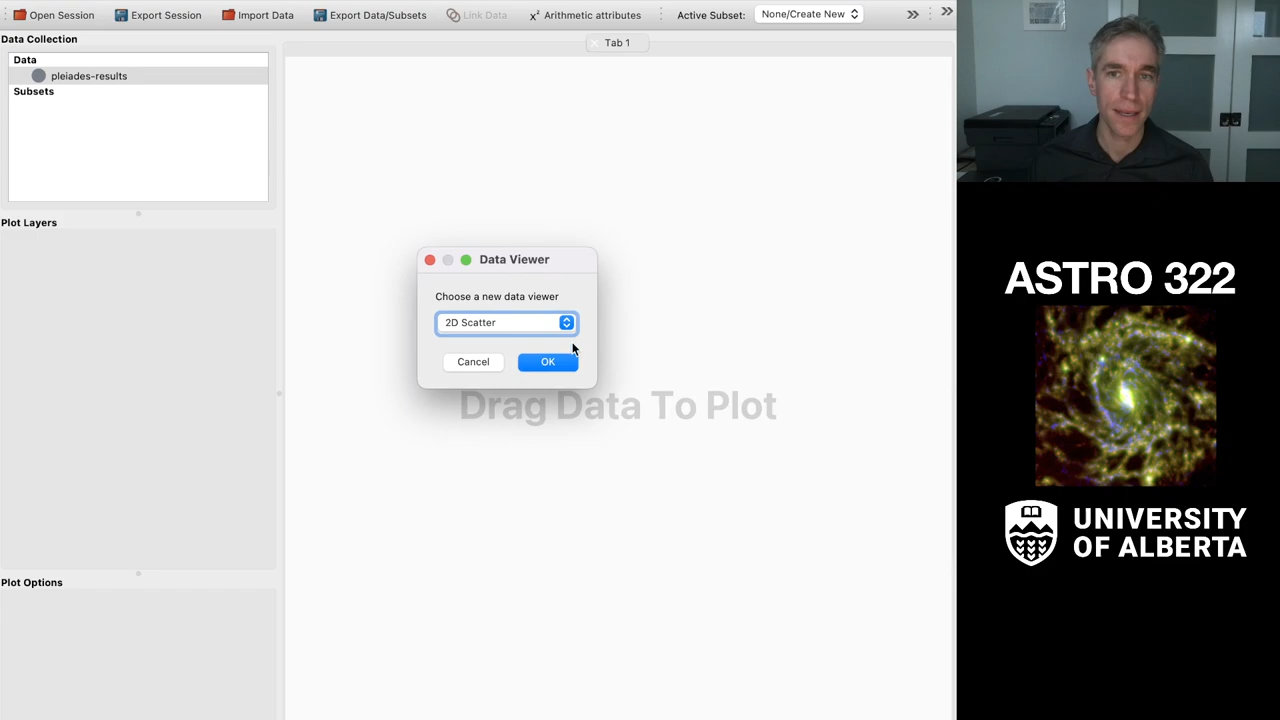 Open Session
Export Session
Import Data
Export Data/Subsets
Link Data
x² Arithmetic attributes
Active Subset:
None/Create New
Data Collection
Tab 1
Data
pleiades-results
Subsets
Plot Layers
Data Viewer
Choose a new data viewer
2D Scatter
Cancel
OK
Drag Data To Plot
Plot Options
ASTRO 322
UNIVERSITY
OF ALBERTA